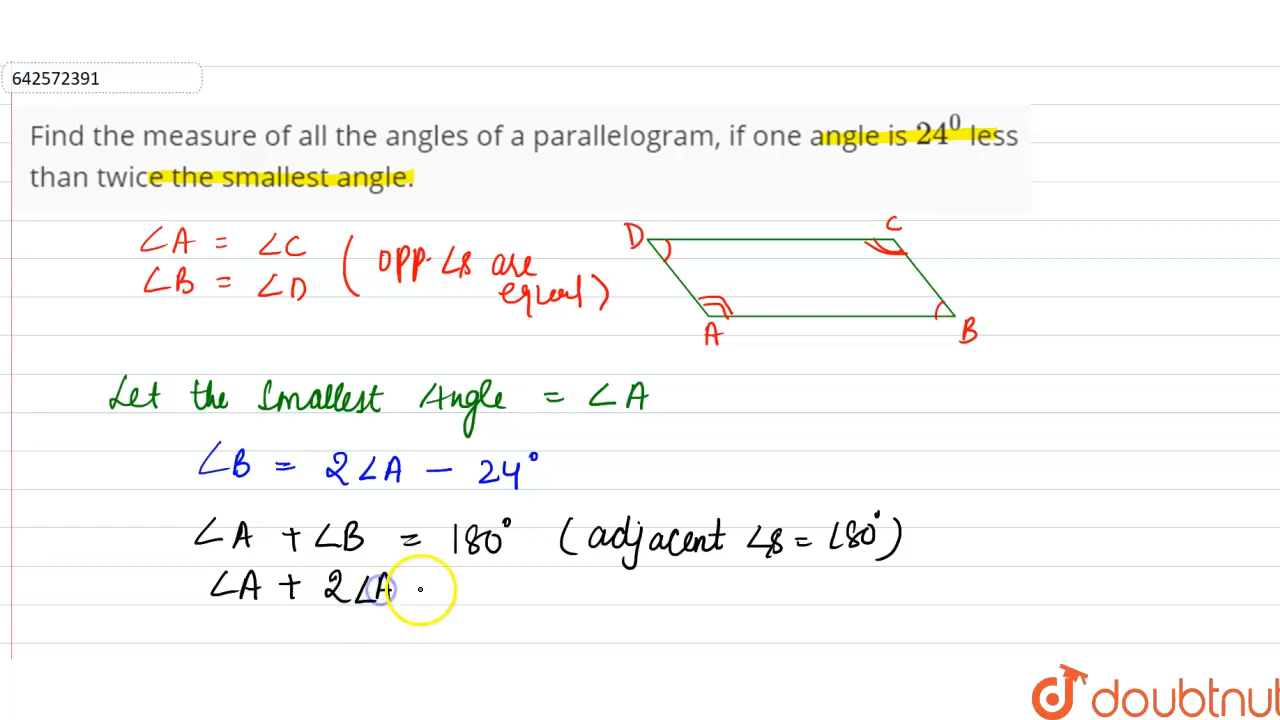 642572391
Find the measure of all the angles of a parallelogram, if one angle is 24⁰ less
than twice the smallest angle.
∠A = ∠C
∠B = ∠D
( opp. ∠s are
equal )
D
C
A
B
Let the Smallest Angle = ∠A
∠B = 2∠A − 24°
∠A + ∠B = 180° ( adjacent ∠s = 180° )
∠A + 2∠A
doubtnut